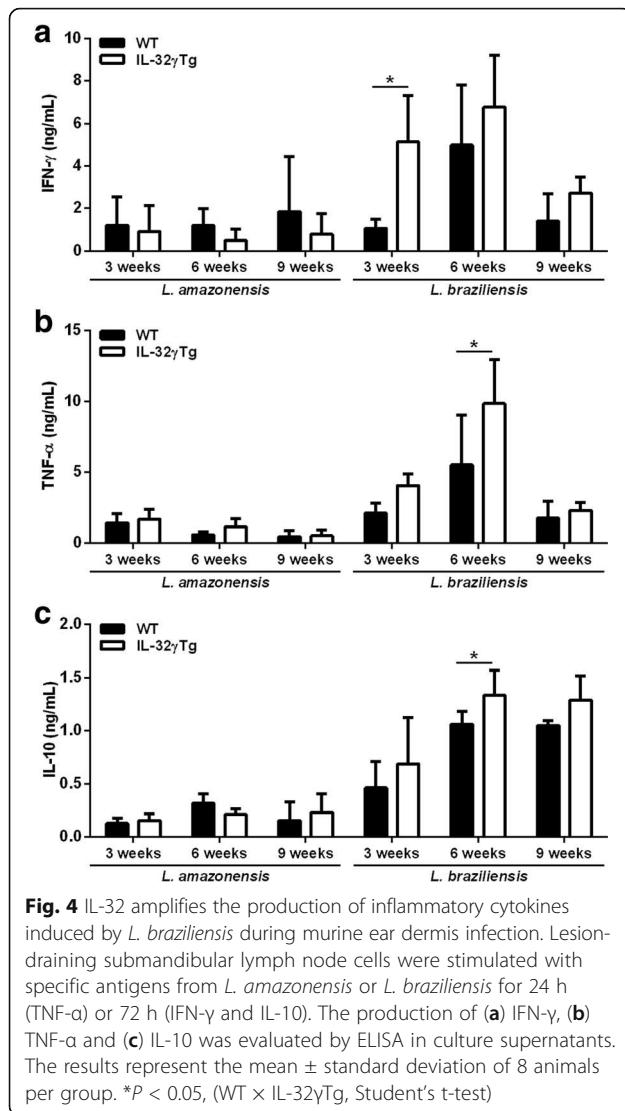 a
WT
IL-32γTg
IFN-γ (ng/mL)
10
8
6
4
2
0
*
3 weeks 6 weeks 9 weeks 3 weeks 6 weeks 9 weeks
L. amazonensis L. braziliensis
b
WT
IL-32γTg
TNF-α (ng/mL)
15
10
5
0
*
3 weeks 6 weeks 9 weeks 3 weeks 6 weeks 9 weeks
L. amazonensis L. braziliensis
c
WT
IL-32γTg
IL-10 (ng/mL)
2.0
1.5
1.0
0.5
0.0
*
3 weeks 6 weeks 9 weeks 3 weeks 6 weeks 9 weeks
L. amazonensis L. braziliensis
Fig. 4 IL-32 amplifies the production of inflammatory cytokines
induced by L. braziliensis during murine ear dermis infection. Lesion-
draining submandibular lymph node cells were stimulated with
specific antigens from L. amazonensis or L. braziliensis for 24 h
(TNF-α) or 72 h (IFN-γ and IL-10). The production of (a) IFN-γ, (b)
TNF-α and (c) IL-10 was evaluated by ELISA in culture supernatants.
The results represent the mean ± standard deviation of 8 animals
per group. *P < 0.05, (WT × IL-32γTg, Student's t-test)